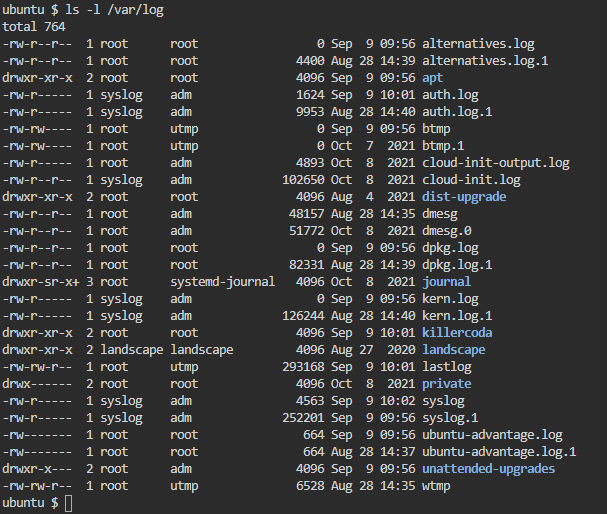 ubuntu $ ls -l /var/log
total 764
-rw-r--r--  1 root      root                 0 Sep  9 09:56 alternatives.log
-rw-r--r--  1 root      root              4400 Aug 28 14:39 alternatives.log.1
drwxr-xr-x  2 root      root              4096 Sep  9 09:56 apt
-rw-r-----  1 syslog    adm               1624 Sep  9 10:01 auth.log
-rw-r-----  1 syslog    adm               9953 Aug 28 14:40 auth.log.1
-rw-rw----  1 root      utmp                 0 Sep  9 09:56 btmp
-rw-rw----  1 root      utmp                 0 Oct  7  2021 btmp.1
-rw-r-----  1 root      adm               4893 Oct  8  2021 cloud-init-output.log
-rw-r--r--  1 syslog    adm             102650 Oct  8  2021 cloud-init.log
drwxr-xr-x  2 root      root              4096 Aug  4  2021 dist-upgrade
-rw-r--r--  1 root      adm              48157 Aug 28 14:35 dmesg
-rw-r--r--  1 root      adm              51772 Oct  8  2021 dmesg.0
-rw-r--r--  1 root      root                 0 Sep  9 09:56 dpkg.log
-rw-r--r--  1 root      root             82331 Aug 28 14:39 dpkg.log.1
drwxr-sr-x+ 3 root      systemd-journal   4096 Oct  8  2021 journal
-rw-r-----  1 syslog    adm                  0 Sep  9 09:56 kern.log
-rw-r-----  1 syslog    adm             126244 Aug 28 14:40 kern.log.1
drwxr-xr-x  2 root      root              4096 Sep  9 10:01 killercoda
drwxr-xr-x  2 landscape landscape         4096 Aug 27  2020 landscape
-rw-rw-r--  1 root      utmp            293168 Sep  9 10:01 lastlog
drwx------  2 root      root              4096 Oct  8  2021 private
-rw-r-----  1 syslog    adm               4563 Sep  9 10:02 syslog
-rw-r-----  1 syslog    adm             252201 Sep  9 09:56 syslog.1
-rw-------  1 root      root               664 Sep  9 09:56 ubuntu-advantage.log
-rw-------  1 root      root               668 Aug 28 14:37 ubuntu-advantage.log.1
drwxr-x---  2 root      adm               4096 Sep  9 09:56 unattended-upgrades
-rw-rw-r--  1 root      utmp              6528 Aug 28 14:35 wtmp
ubuntu $